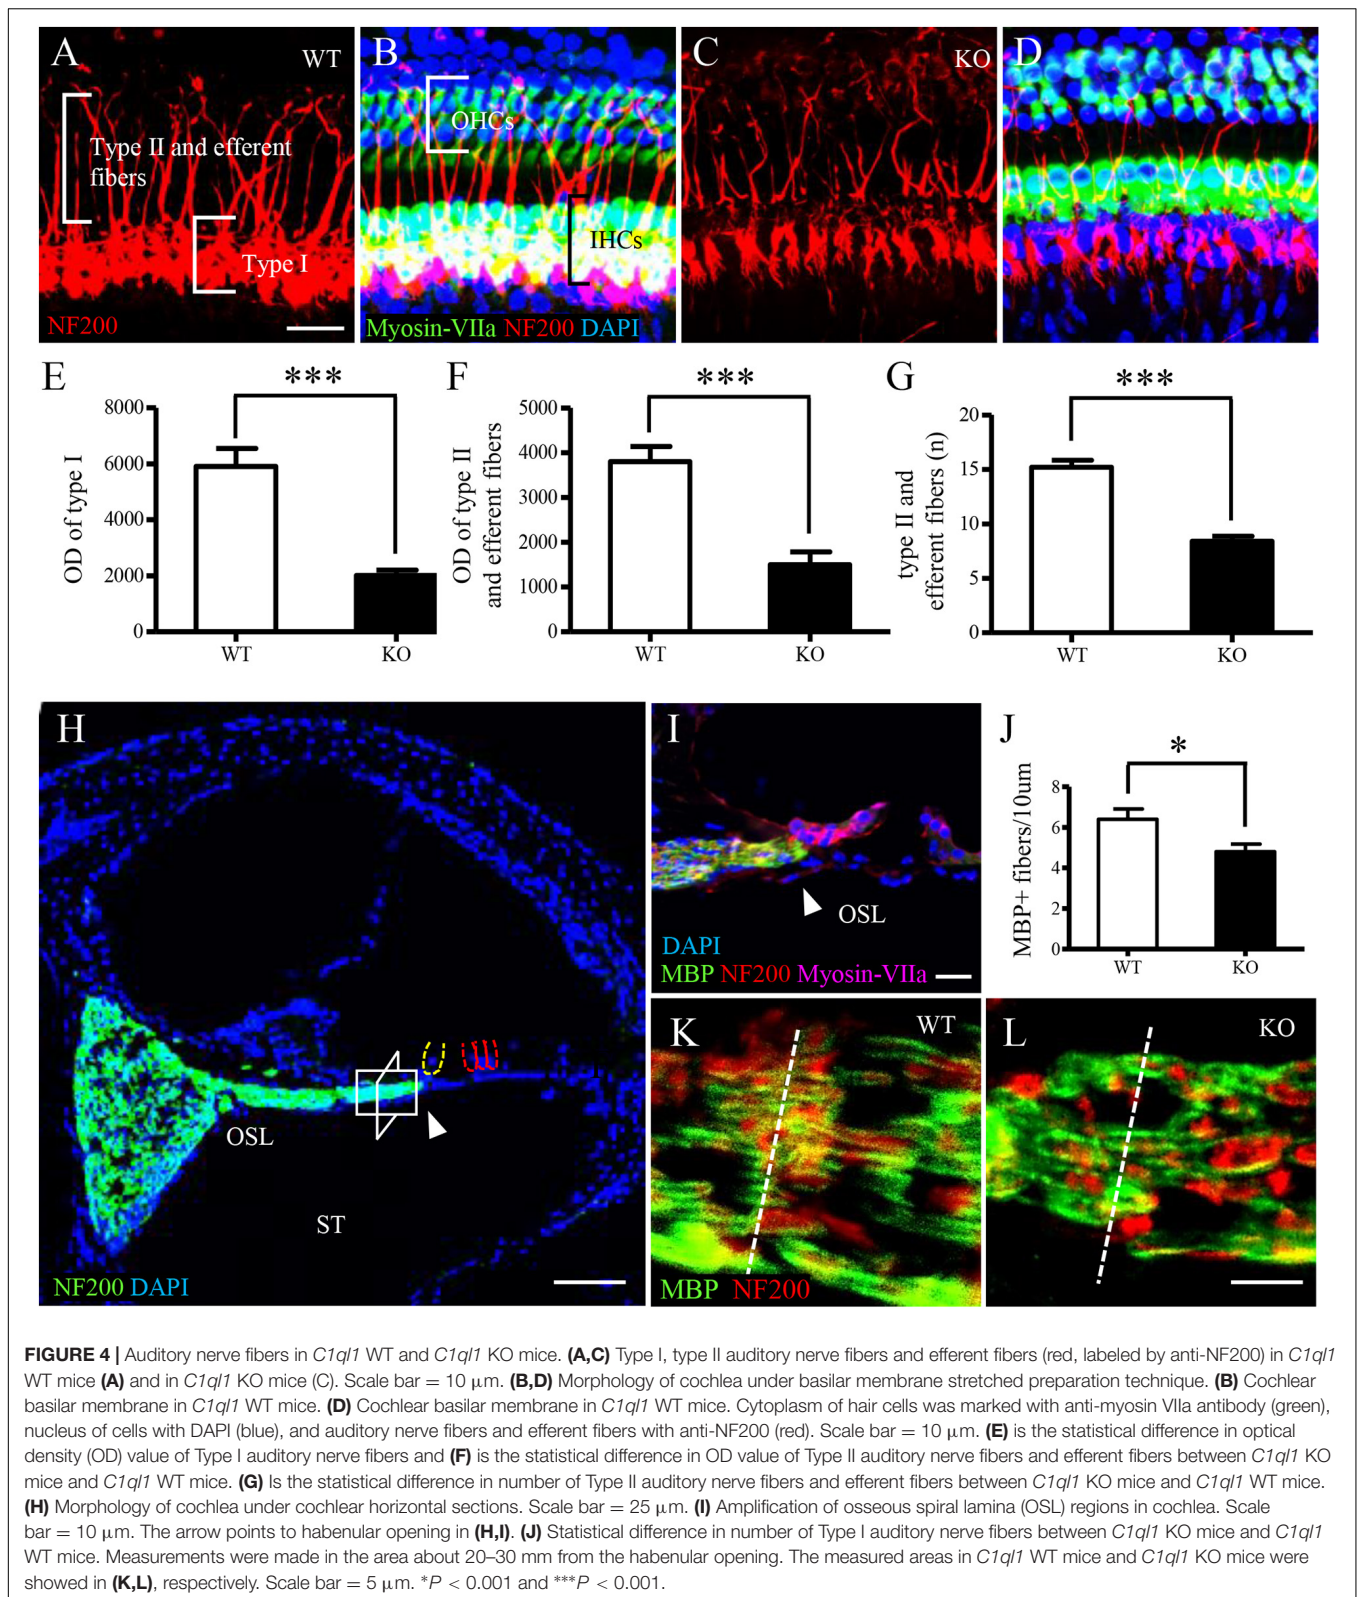 A
WT
Type II and efferent
fibers
Type I
NF200
B
OHCs
IHCs
Myosin-VIIa NF200 DAPI
C
KO
D
E
***
OD of type I
8000
6000
4000
2000
0
WT
KO
F
***
OD of type II
and efferent fibers
5000
4000
3000
2000
1000
0
WT
KO
G
***
type II and
efferent fibers (n)
20
15
10
5
0
WT
KO
H
OSL
ST
NF200 DAPI
I
OSL
DAPI
MBP NF200 Myosin-VIIa
J
*
MBP+ fibers/10um
8
6
4
2
0
WT
KO
K
WT
MBP NF200
L
KO
FIGURE 4 | Auditory nerve fibers in C1ql1 WT and C1ql1 KO mice. (A,C) Type I, type II auditory nerve fibers and efferent fibers (red, labeled by anti-NF200) in C1ql1
WT mice (A) and in C1ql1 KO mice (C). Scale bar = 10 μm. (B,D) Morphology of cochlea under basilar membrane stretched preparation technique. (B) Cochlear
basilar membrane in C1ql1 WT mice. (D) Cochlear basilar membrane in C1ql1 WT mice. Cytoplasm of hair cells was marked with anti-myosin VIIa antibody (green),
nucleus of cells with DAPI (blue), and auditory nerve fibers and efferent fibers with anti-NF200 (red). Scale bar = 10 μm. (E) is the statistical difference in optical
density (OD) value of Type I auditory nerve fibers and (F) is the statistical difference in OD value of Type II auditory nerve fibers and efferent fibers between C1ql1 KO
mice and C1ql1 WT mice. (G) Is the statistical difference in number of Type II auditory nerve fibers and efferent fibers between C1ql1 KO mice and C1ql1 WT mice.
(H) Morphology of cochlea under cochlear horizontal sections. Scale bar = 25 μm. (I) Amplification of osseous spiral lamina (OSL) regions in cochlea. Scale
bar = 10 μm. The arrow points to habenular opening in (H,I). (J) Statistical difference in number of Type I auditory nerve fibers between C1ql1 KO mice and C1ql1
WT mice. Measurements were made in the area about 20–30 mm from the habenular opening. The measured areas in C1ql1 WT mice and C1ql1 KO mice were
showed in (K,L), respectively. Scale bar = 5 μm. *P < 0.001 and ***P < 0.001.